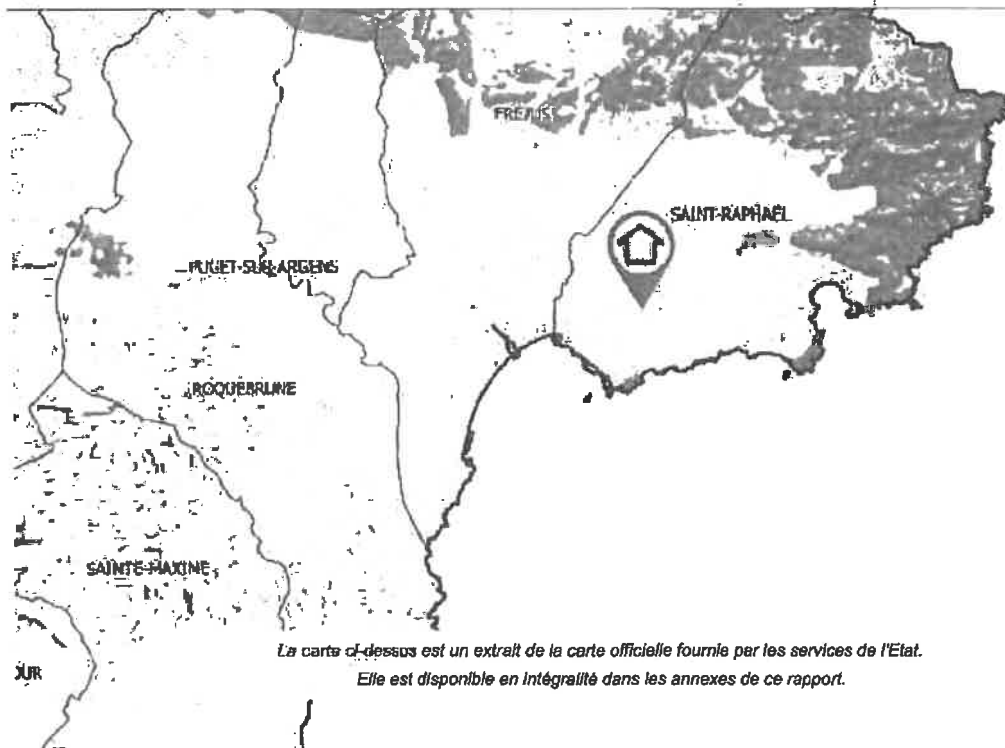 FREJUS
SAINT-RAPHAEL
PUGET-SUR-ARGENS
ROQUEBRUNE
SAINTE-MAXIME
La carte ci-dessus est un extrait de la carte officielle fournie par les services de l'Etat.
Elle est disponible en intégralité dans les annexes de ce rapport.